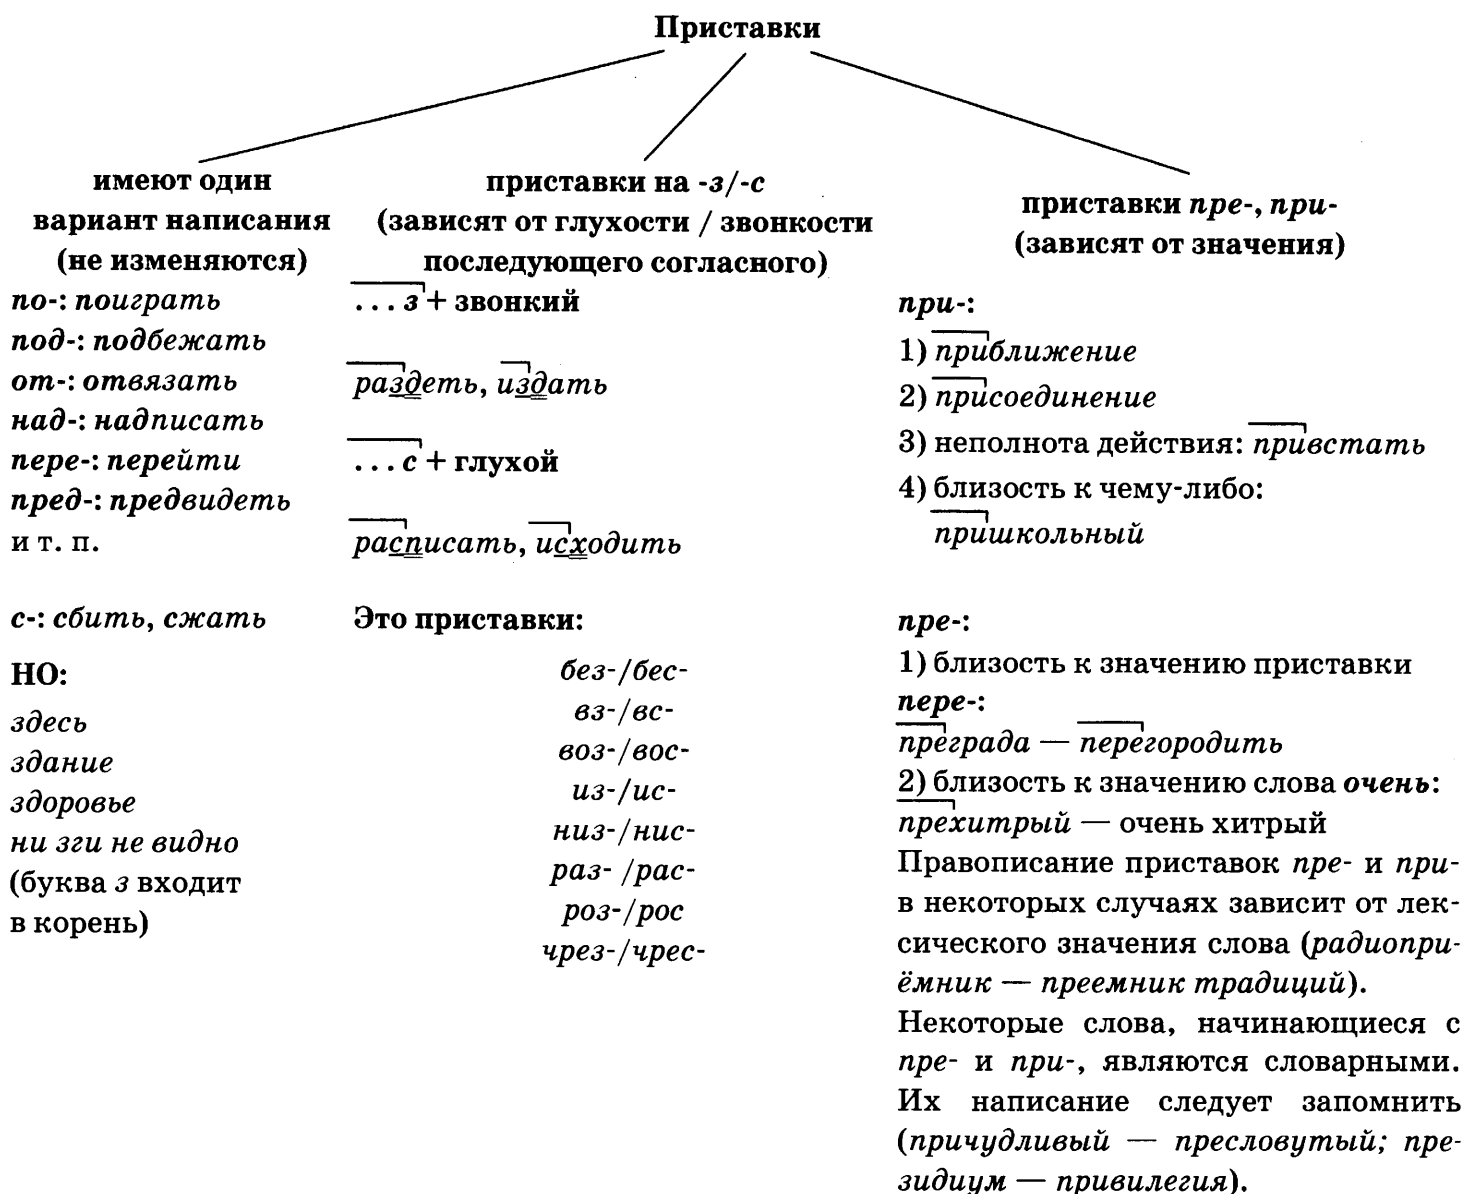 Приставки
имеют один
вариант написания
(не изменяются)
по-: поиграть
под-: подбежать
от-: отвязать
над-: надписать
пере-: перейти
пред-: предвидеть
и т. п.
с-: сбить, сжать
НО:
здесь
здание
здоровье
ни зги не видно
(буква з входит
в корень)
приставки на -з/-с
(зависят от глухости / звонкости
последующего согласного)
...з + звонкий
раздеть, издать
...с + глухой
расписать, исходить
Это приставки:
без-/бес-
вз-/вс-
воз-/вос-
из-/ис-
низ-/нис-
раз- /рас-
роз-/рос
чрез-/чрес-
приставки пре-, при-
(зависят от значения)
при-:
1) приближение
2) присоединение
3) неполнота действия: привстать
4) близость к чему-либо:
пришкольный
пре-:
1) близость к значению приставки
пере-:
преграда — перегородить
2) близость к значению слова очень:
прехитрый — очень хитрый
Правописание приставок пре- и при-
в некоторых случаях зависит от лек-
сического значения слова (радиопри-
ёмник — преемник традиций).
Некоторые слова, начинающиеся с
пре- и при-, являются словарными.
Их написание следует запомнить
(причудливый — пресловутый; пре-
зидиум — привилегия).